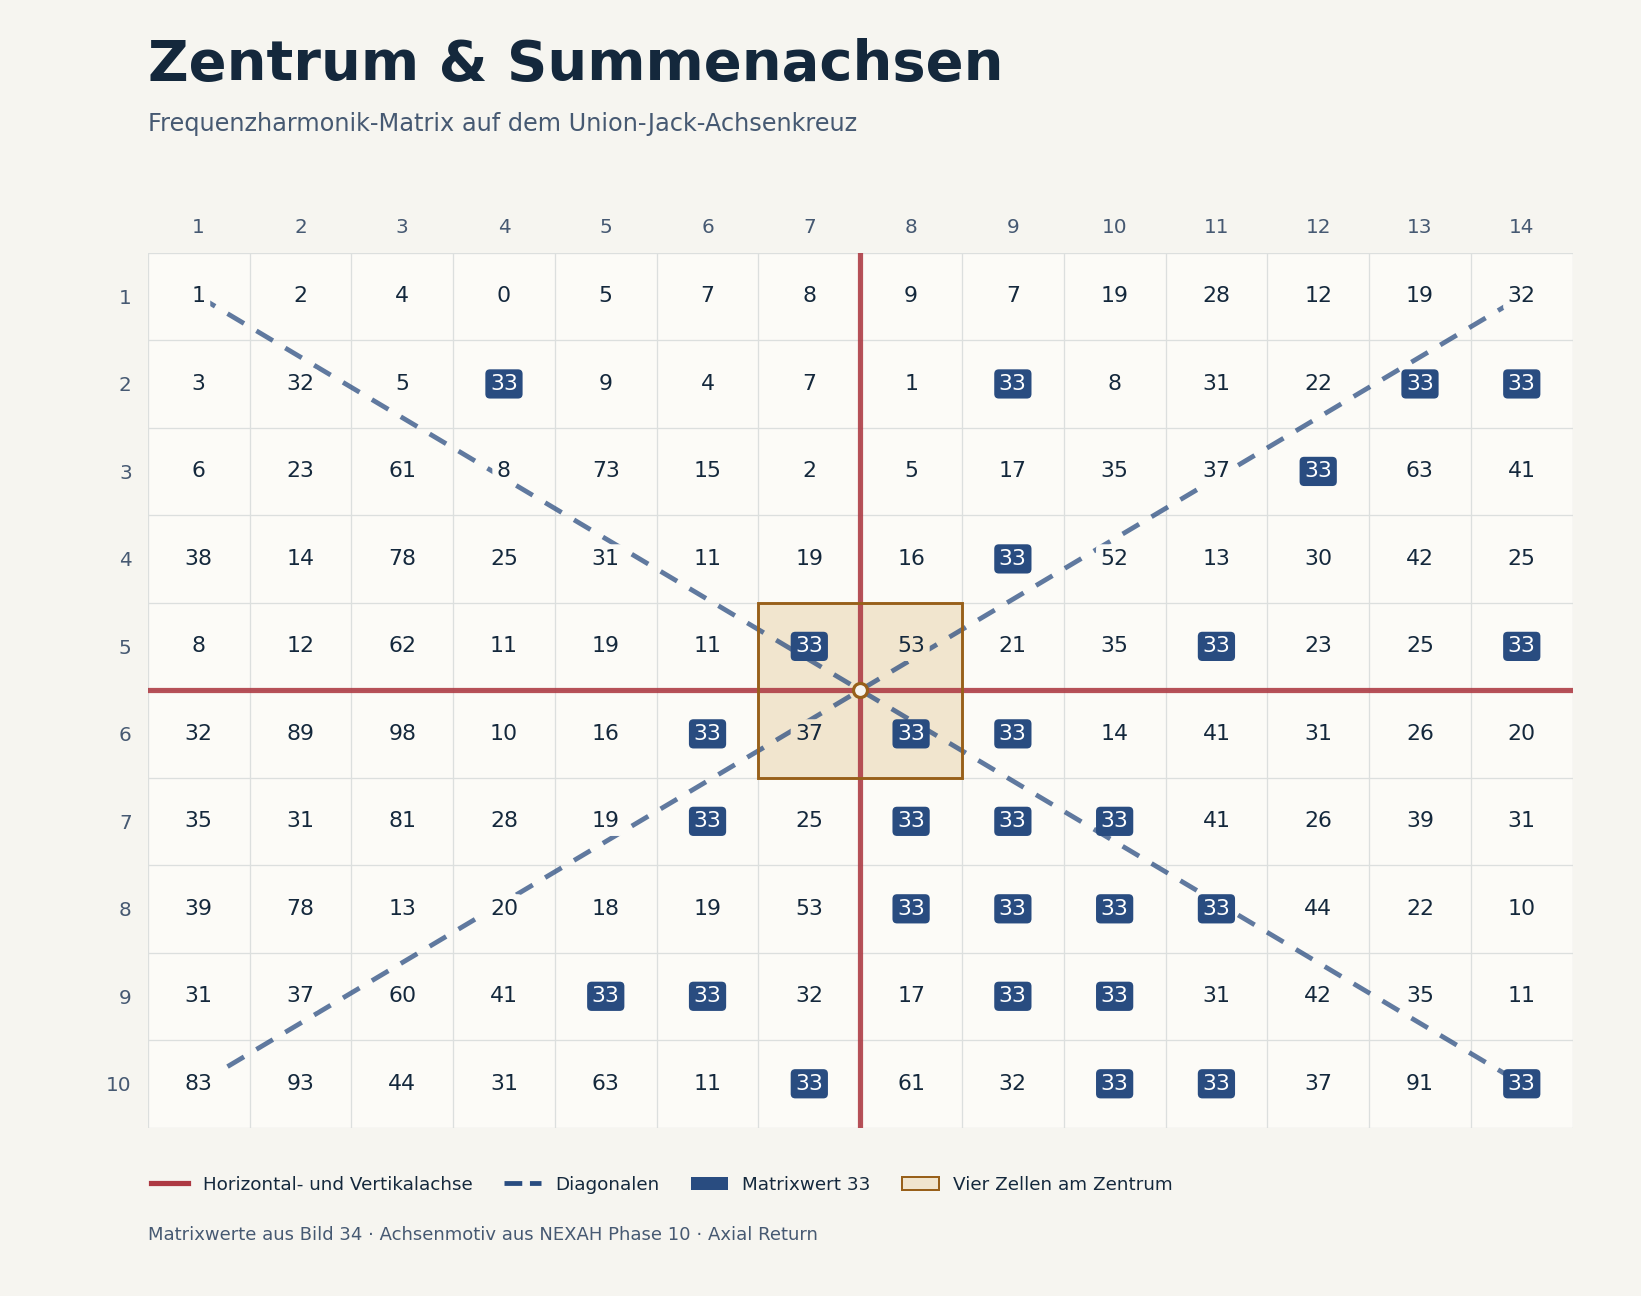 Zentrum & Summenachsen
Frequenzharmonik-Matrix auf dem Union-Jack-Achsenkreuz
1 2 3 4 5 6 7 8 9 10 11 12 13 14
1 1 2 4 0 5 7 8 9 7 19 28 12 19 32
2 3 32 5 33 9 4 7 1 33 8 31 22 33 33
3 6 23 61 8 73 15 2 5 17 35 37 33 63 41
4 38 14 78 25 31 11 19 16 33 52 13 30 42 25
5 8 12 62 11 19 11 33 53 21 35 33 23 25 33
6 32 89 98 10 16 33 37 33 33 14 41 31 26 20
7 35 31 81 28 19 33 25 33 33 33 41 26 39 31
8 39 78 13 20 18 19 53 33 33 33 33 44 22 10
9 31 37 60 41 33 33 32 17 33 33 31 42 35 11
10 83 93 44 31 63 11 33 61 32 33 33 37 91 33
Horizontal- und Vertikalachse Diagonalen Matrixwert 33 Vier Zellen am Zentrum
Matrixwerte aus Bild 34 · Achsenmotiv aus NEXAH Phase 10 · Axial Return